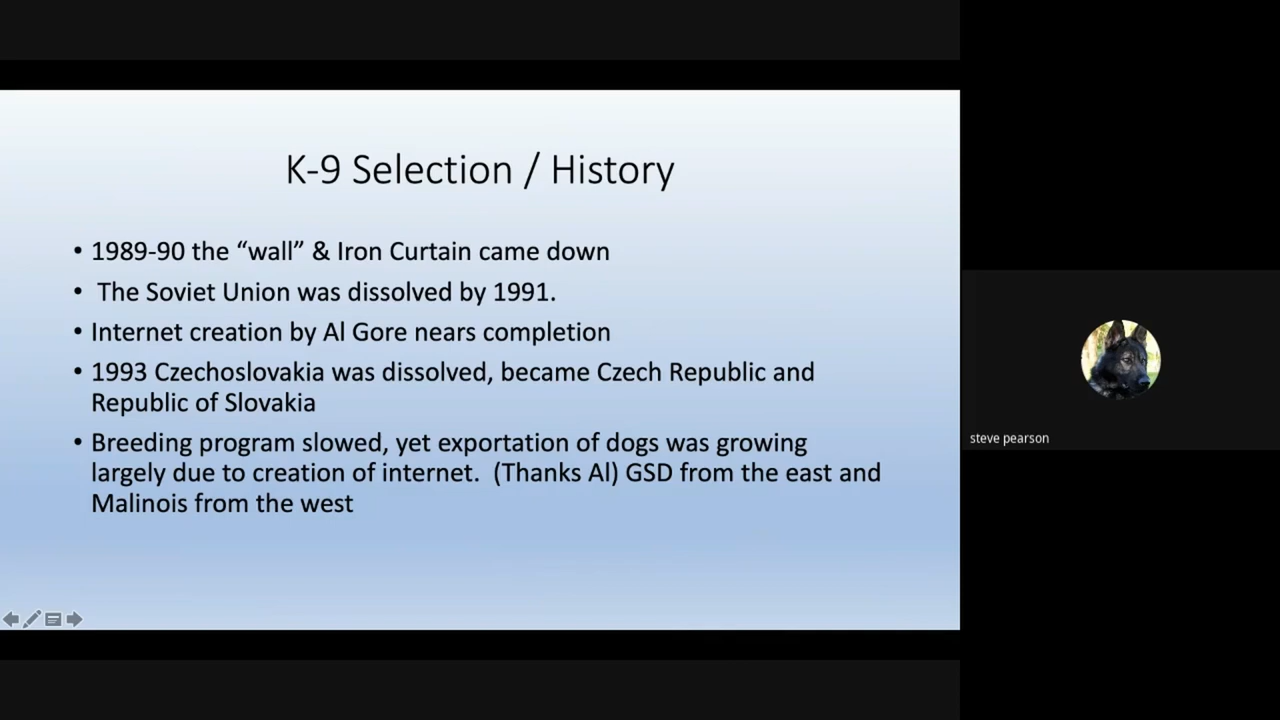 K-9 Selection / History
• 1989-90 the “wall” & Iron Curtain came down
• The Soviet Union was dissolved by 1991.
• Internet creation by Al Gore nears completion
• 1993 Czechoslovakia was dissolved, became Czech Republic and
Republic of Slovakia
• Breeding program slowed, yet exportation of dogs was growing
largely due to creation of internet.  (Thanks Al) GSD from the east and
Malinois from the west
steve pearson